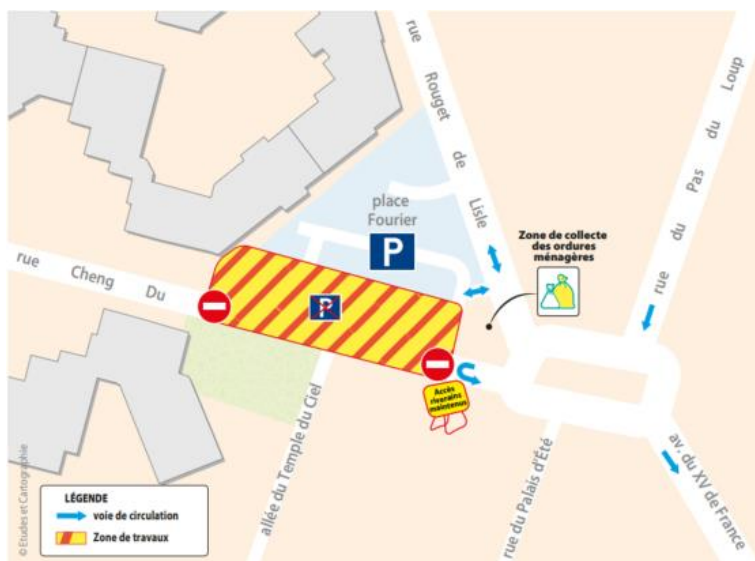 rue
Rouget
de
Lisle
rue
du
Pas
du
Loup
place
Fourier
P
Zone de collecte
des ordures
ménagères
rue Cheng Du
P
Accès
riverains
maintenus
allée du Temple du Ciel
rue du Palais d'Été
av. du XV de France
LÉGENDE
voie de circulation
Zone de travaux
© Etudes et Cartographie